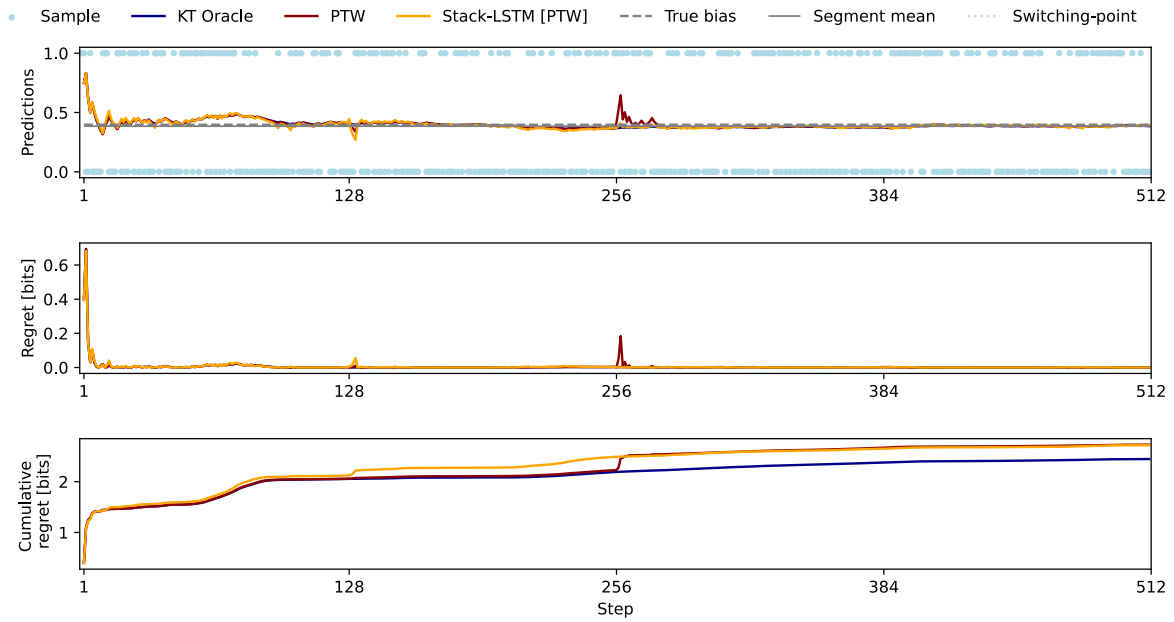 Sample KT Oracle PTW Stack-LSTM [PTW] True bias Segment mean Switching-point
Predictions
1.0
0.5
0.0
1 128 256 384 512
Regret [bits]
0.6
0.4
0.2
0.0
1 128 256 384 512
Cumulative
regret [bits]
2
1
1 128 256 384 512
Step